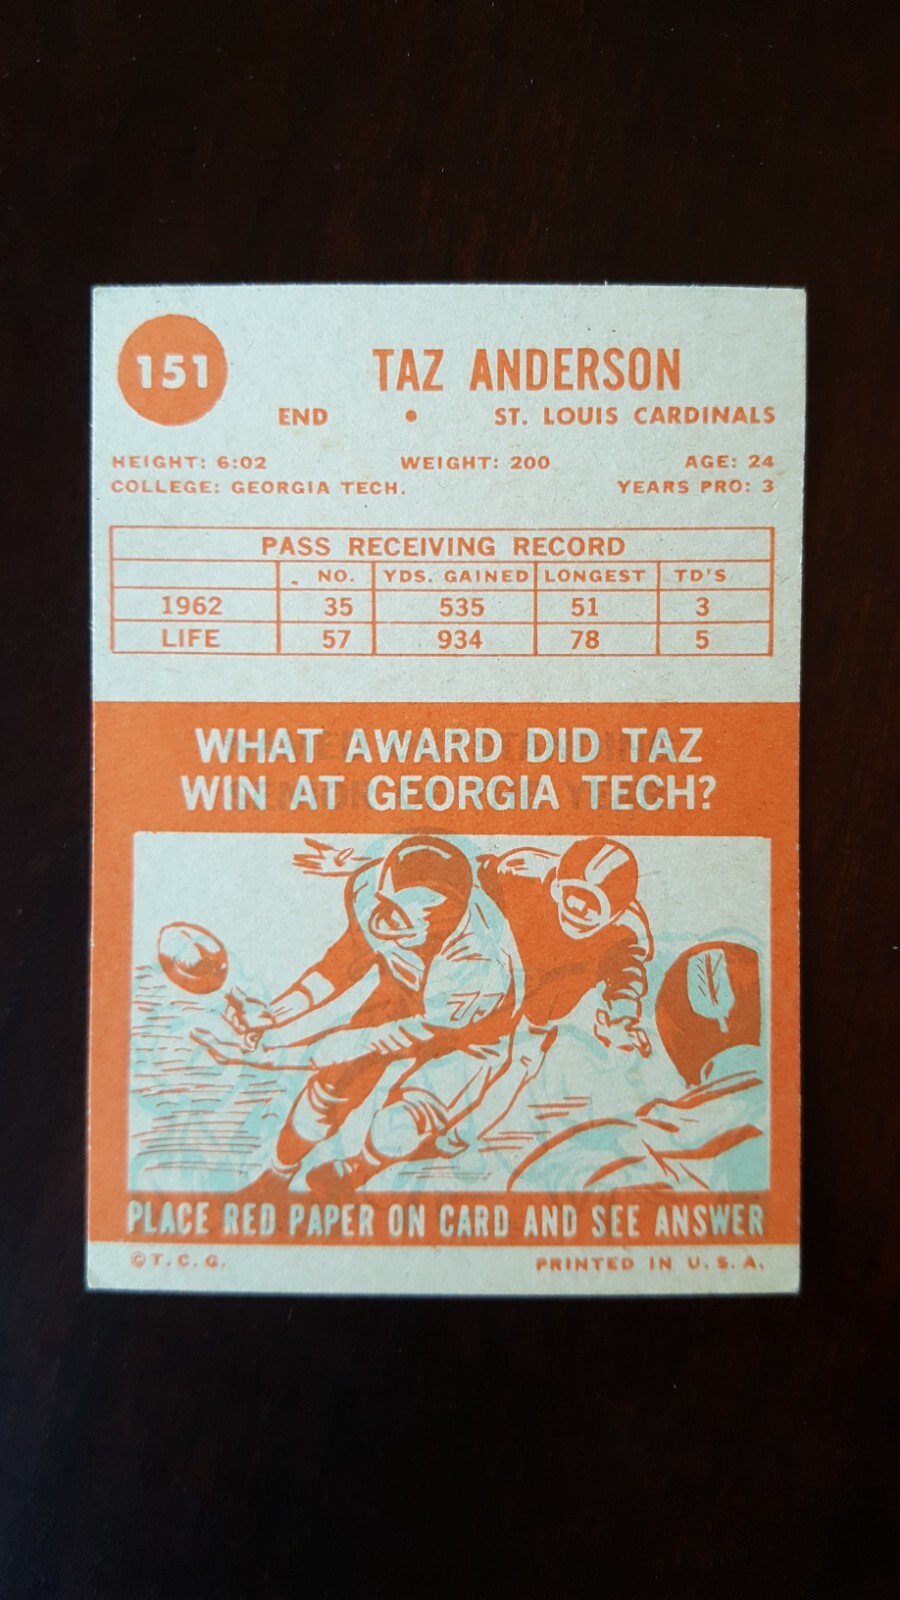 151
TAZ ANDERSON
END • ST. LOUIS CARDINALS
HEIGHT: 6:02 WEIGHT: 200 AGE: 24
COLLEGE: GEORGIA TECH. YEARS PRO: 3
PASS RECEIVING RECORD
NO. YDS. GAINED LONGEST TD'S
1962 35 535 51 3
LIFE 57 934 78 5
WHAT AWARD DID TAZ
WIN AT GEORGIA TECH?
PLACE RED PAPER ON CARD AND SEE ANSWER
©T.C.G. PRINTED IN U.S.A.